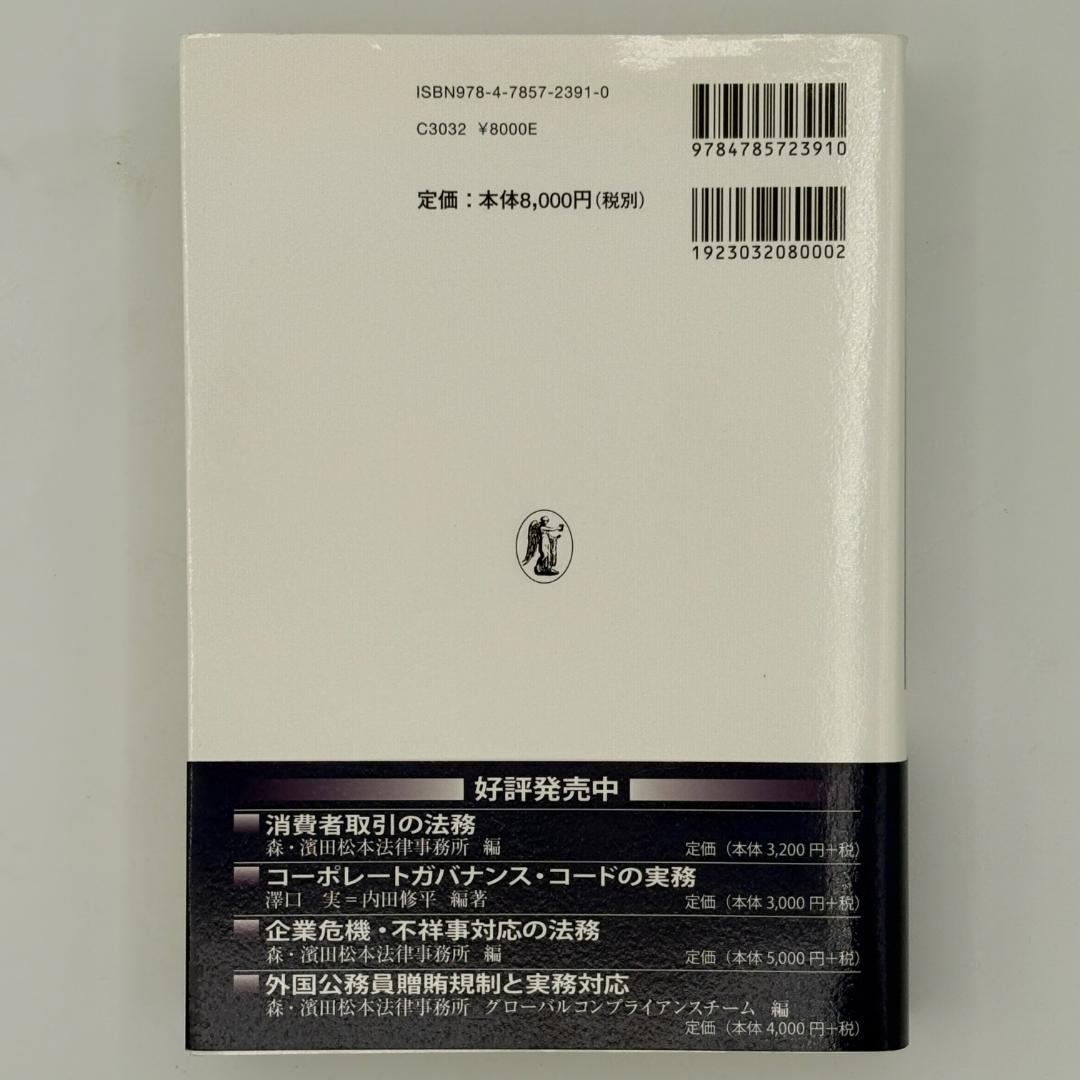 ISBN978-4-7857-2391-0
C3032 ¥8000E
定価：本体8,000円（税別）
9784785723910
1923032080002
好評発売中
消費者取引の法務
森・濱田松本法律事務所 編
定価（本体 3,200 円＋税）
コーポレートガバナンス・コードの実務
澤口 実＝内田修平 編著
定価（本体 3,000 円＋税）
企業危機・不祥事対応の法務
森・濱田松本法律事務所 編
定価（本体 5,000 円＋税）
外国公務員贈賄規制と実務対応
森・濱田松本法律事務所 グローバルコンプライアンスチーム 編
定価（本体 4,000 円＋税）